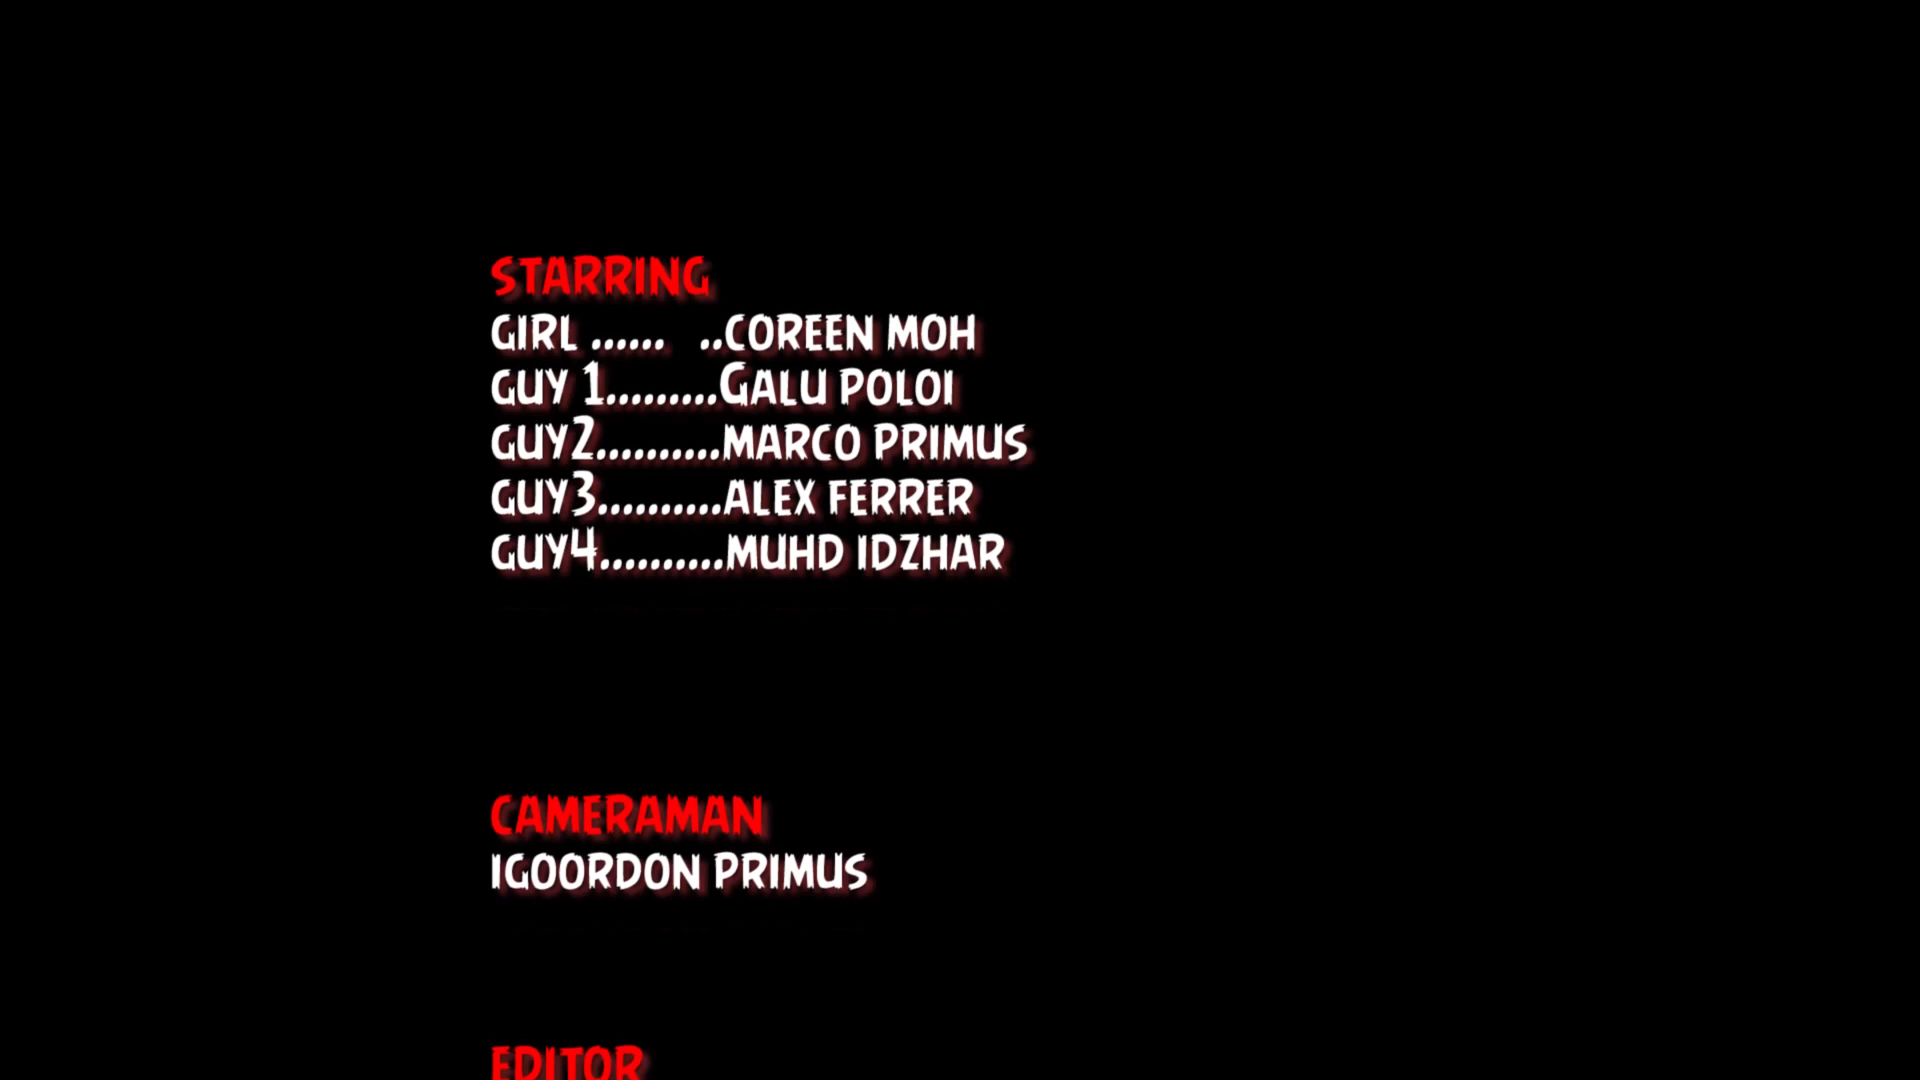 STARRING
GIRL ......   ..COREEN MOH
GUY 1.........GALU POLOI
GUY2..........MARCO PRIMUS
GUY3..........ALEX FERRER
GUY4..........MUHD IDZHAR
CAMERAMAN
IGOORDON PRIMUS
EDITOR